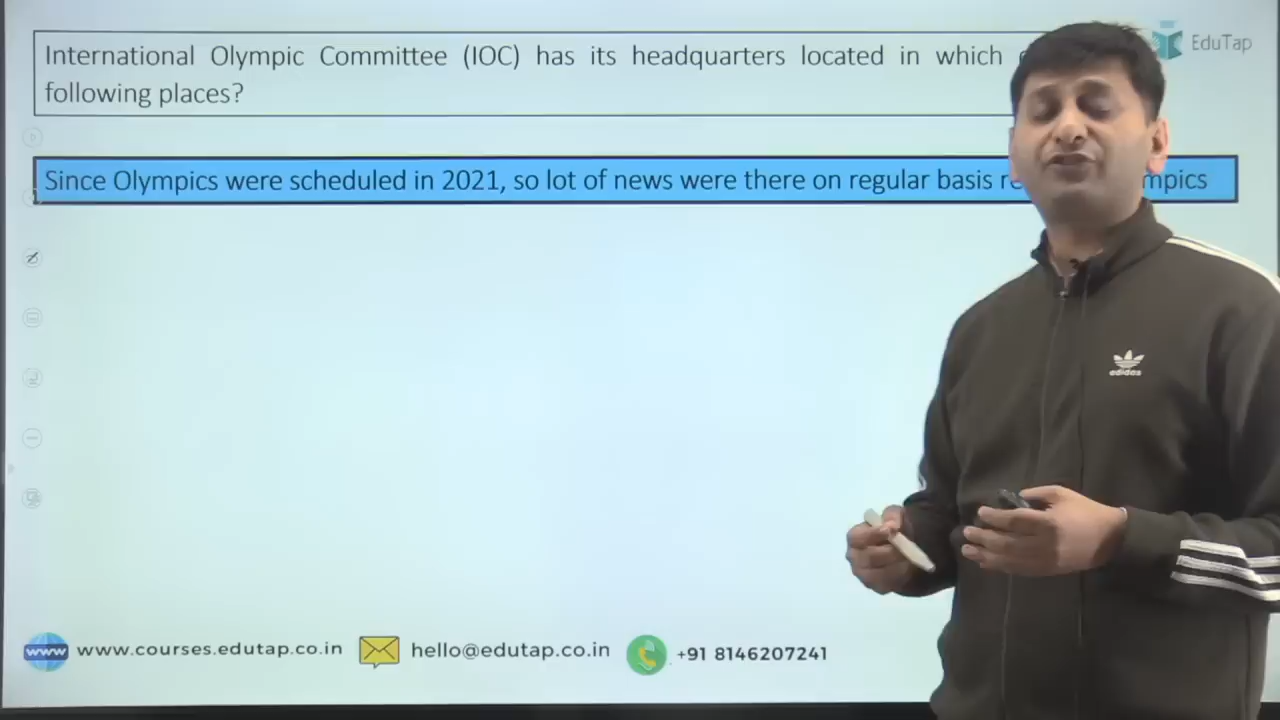 International Olympic Committee (IOC) has its headquarters located in which
following places?
EduTap
Since Olympics were scheduled in 2021, so lot of news were there on regular basis
adidas
www
www.courses.edutap.co.in
hello@edutap.co.in
+91 8146207241